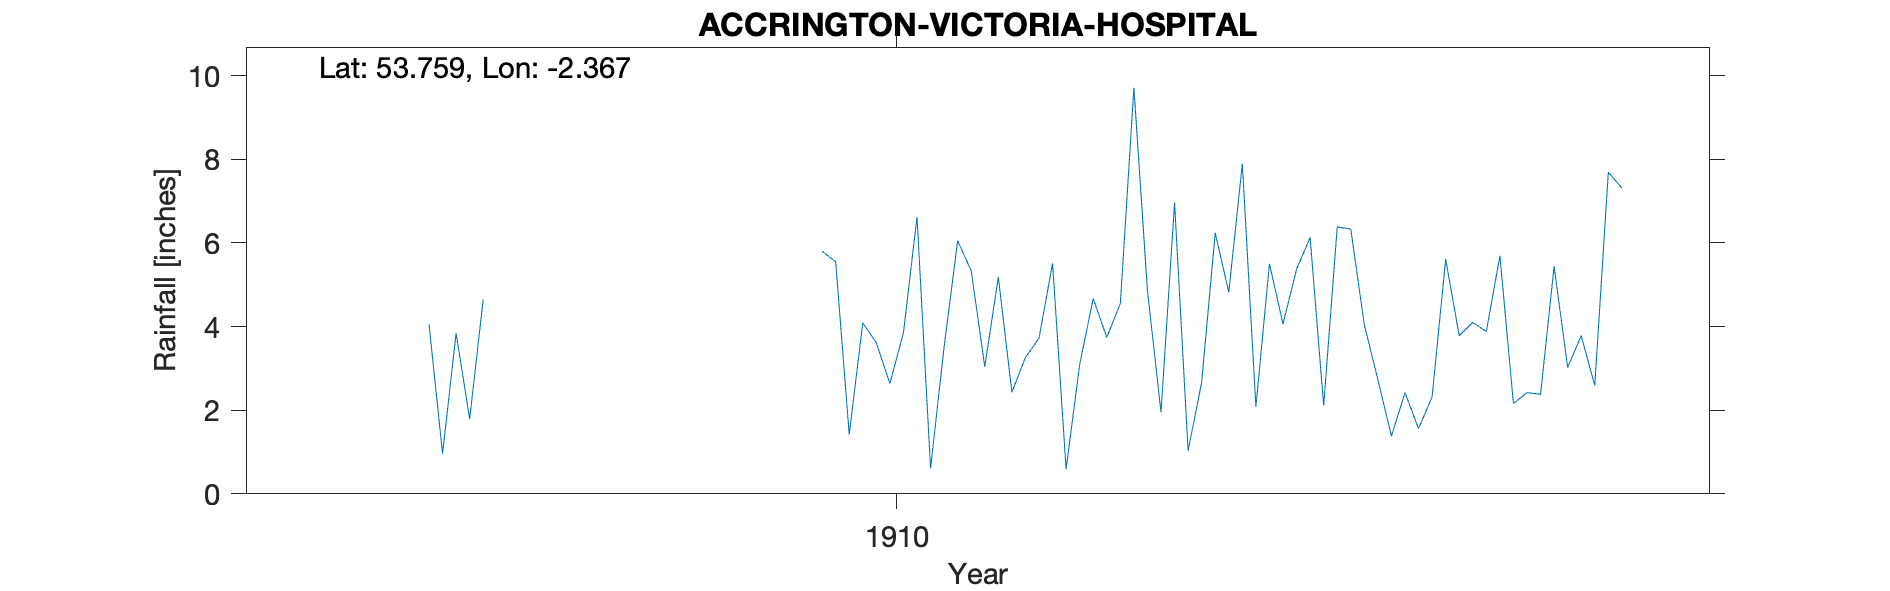 ACCRINGTON-VICTORIA-HOSPITAL
Lat: 53.759, Lon: -2.367
10
8
6
4
2
0
Rainfall [inches]
1910
Year